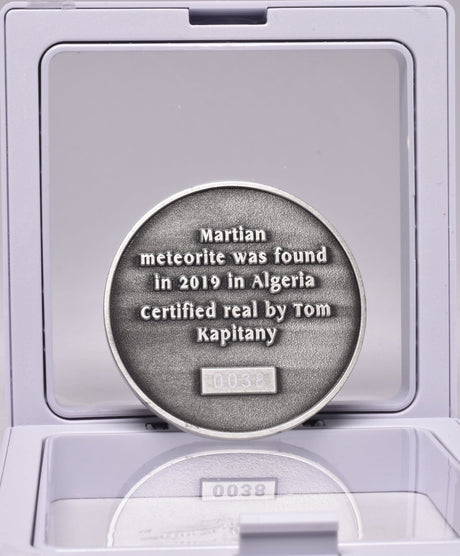 Martian
meteorite was found
in 2019 in Algeria
Certified real by Tom
Kapitany
0038
0038